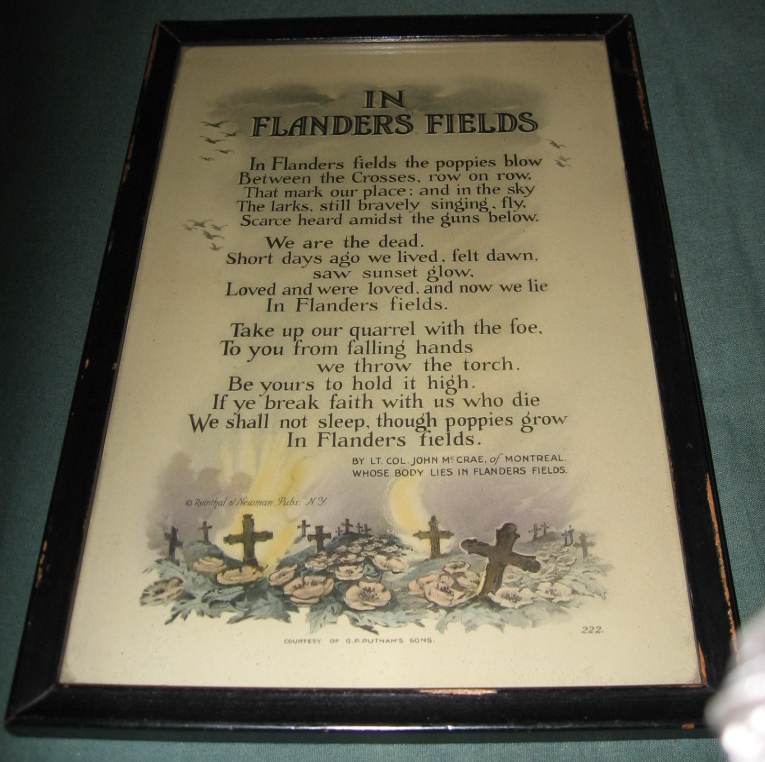 IN
FLANDERS FIELDS
In Flanders fields the poppies blow
Between the Crosses, row on row,
That mark our place; and in the sky
The larks, still bravely singing, fly,
Scarce heard amidst the guns below.
We are the dead.
Short days ago we lived, felt dawn,
saw sunset glow,
Loved and were loved, and now we lie
In Flanders fields.
Take up our quarrel with the foe,
To you from falling hands
we throw the torch.
Be yours to hold it high.
If ye break faith with us who die
We shall not sleep, though poppies grow
In Flanders fields.
BY LT. COL. JOHN McCRAE, of MONTREAL.
WHOSE BODY LIES IN FLANDERS FIELDS.
© Reinthal & Newman Pubs. N.Y.
COURTESY OF G.P. PUTNAM'S SONS.
222.